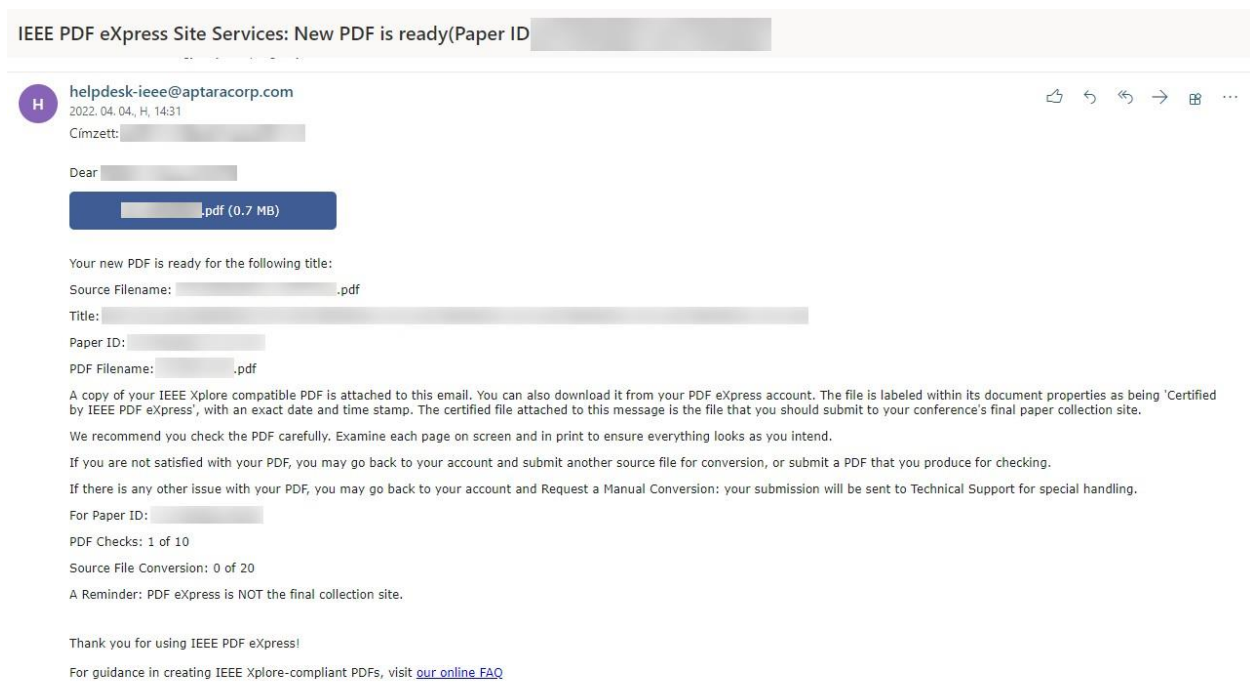 IEEE PDF eXpress Site Services: New PDF is ready(Paper ID
H
helpdesk-ieee@aptaracorp.com
2022. 04. 04., H, 14:31
Címzett:
Dear
.pdf (0.7 MB)
Your new PDF is ready for the following title:
Source Filename: .pdf
Title:
Paper ID:
PDF Filename: .pdf
A copy of your IEEE Xplore compatible PDF is attached to this email. You can also download it from your PDF eXpress account. The file is labeled within its document properties as being 'Certified
by IEEE PDF eXpress', with an exact date and time stamp. The certified file attached to this message is the file that you should submit to your conference's final paper collection site.
We recommend you check the PDF carefully. Examine each page on screen and in print to ensure everything looks as you intend.
If you are not satisfied with your PDF, you may go back to your account and submit another source file for conversion, or submit a PDF that you produce for checking.
If there is any other issue with your PDF, you may go back to your account and Request a Manual Conversion: your submission will be sent to Technical Support for special handling.
For Paper ID:
PDF Checks: 1 of 10
Source File Conversion: 0 of 20
A Reminder: PDF eXpress is NOT the final collection site.
Thank you for using IEEE PDF eXpress!
For guidance in creating IEEE Xplore-compliant PDFs, visit our online FAQ